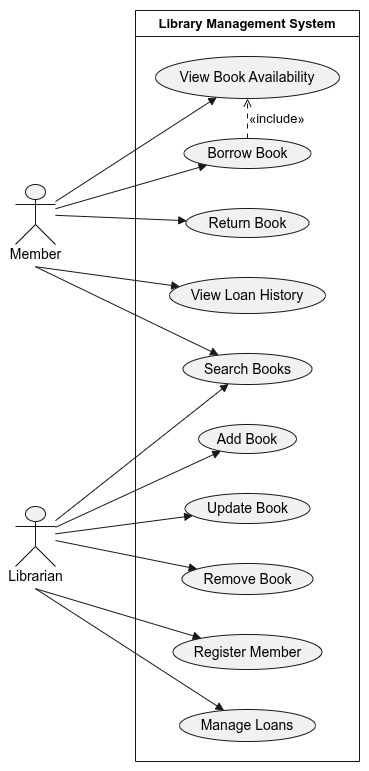 Library Management System
View Book Availability
«include»
Borrow Book
Return Book
Member
View Loan History
Search Books
Add Book
Update Book
Librarian
Remove Book
Register Member
Manage Loans